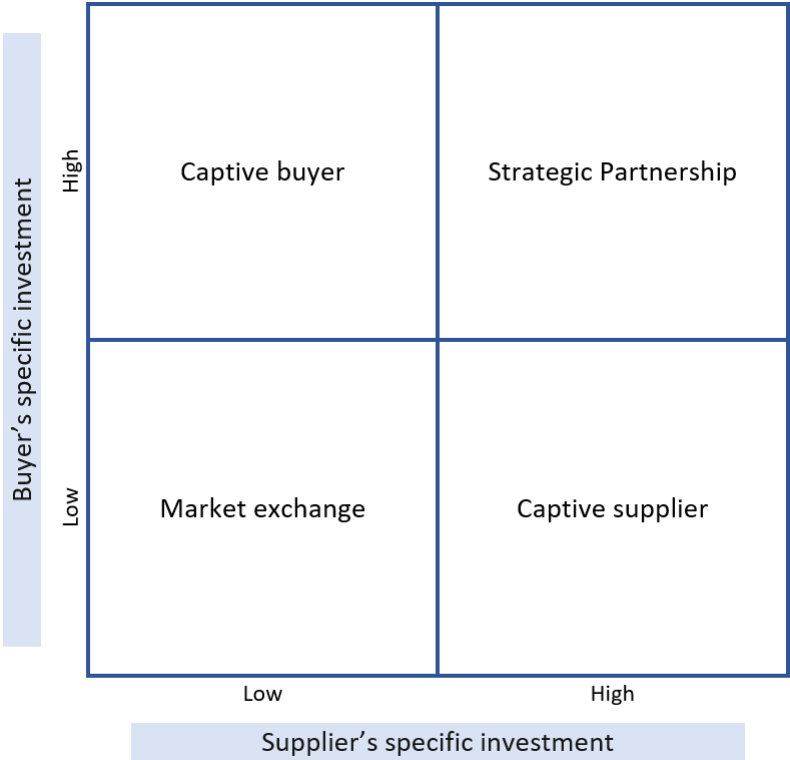 Buyer's specific investment
High
Captive buyer
Strategic Partnership
Low
Market exchange
Captive supplier
Low
High
Supplier's specific investment